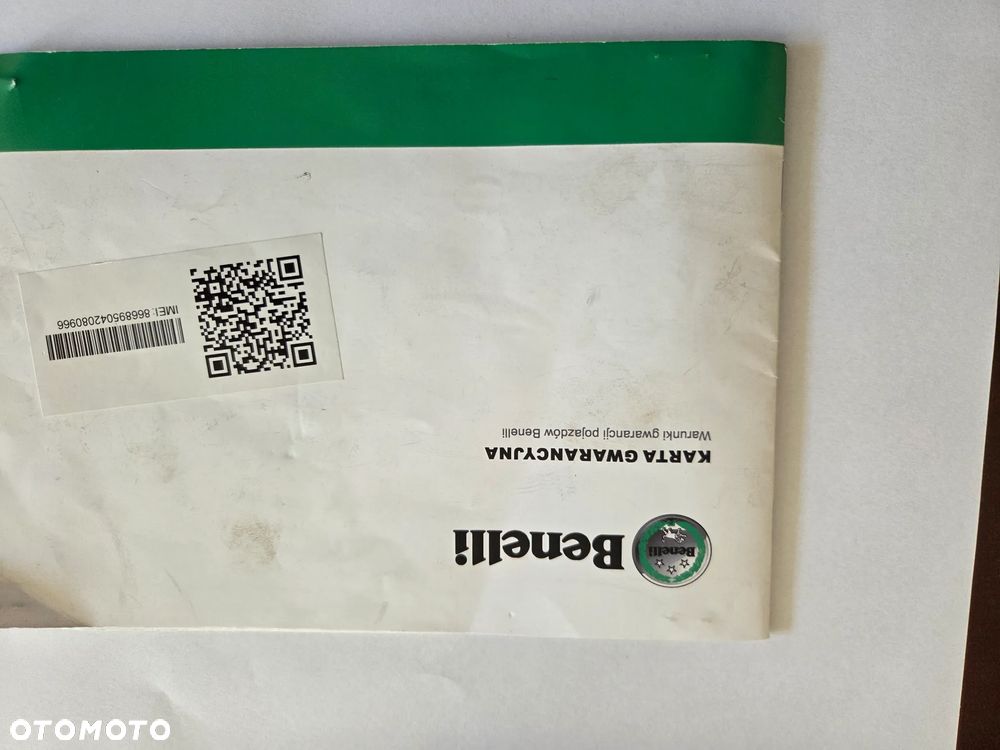 Benelli
Benelli
KARTA GWARANCYJNA
Warunki gwarancji pojazdów Benelli
IMEI: 866895042080966
OTOMOTO